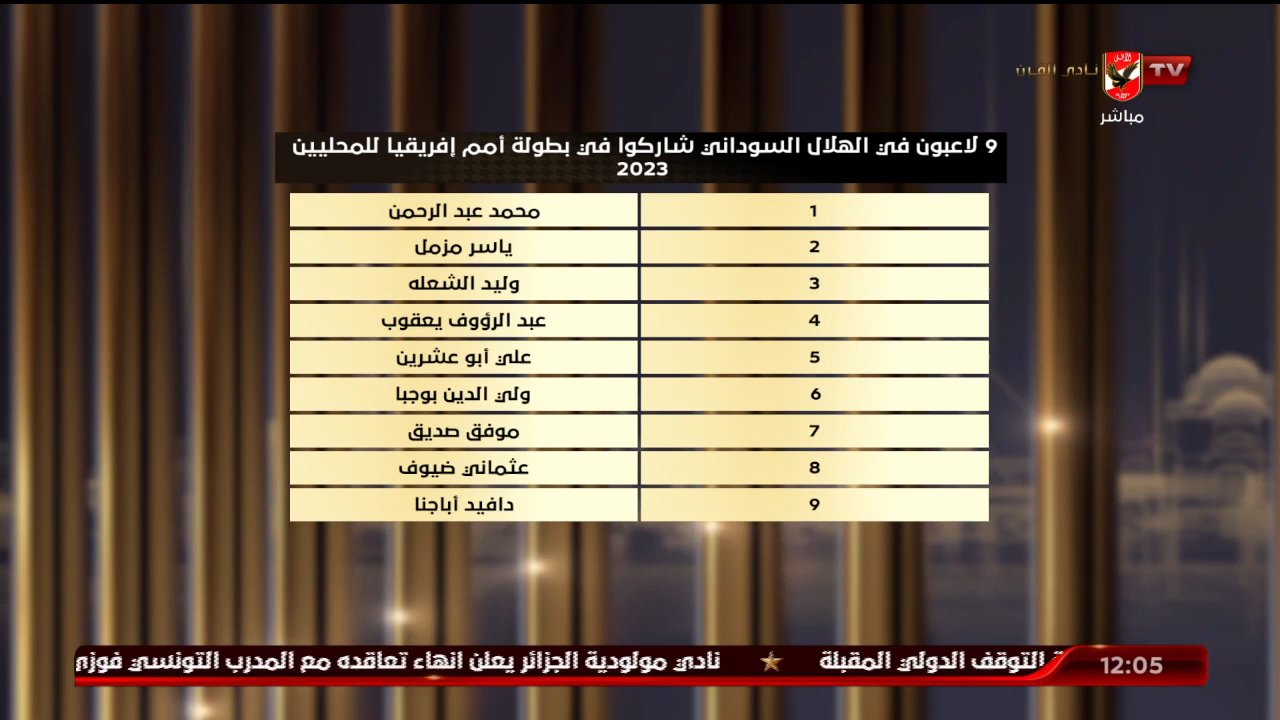 نادي القرن
TV
مباشر
9 لاعبون في الهلال السوداني شاركوا في بطولة أمم إفريقيا للمحليين
2023
1 محمد عبد الرحمن
2 ياسر مزمل
3 وليد الشعله
4 عبد الرؤوف يعقوب
5 علي أبو عشرين
6 ولي الدين بوجبا
7 موفق صديق
8 عثماني ضيوف
9 دافيد أباجنا
12:05
التوقف الدولي المقبلة
نادي مولودية الجزائر يعلن انهاء تعاقده مع المدرب التونسي فوزي